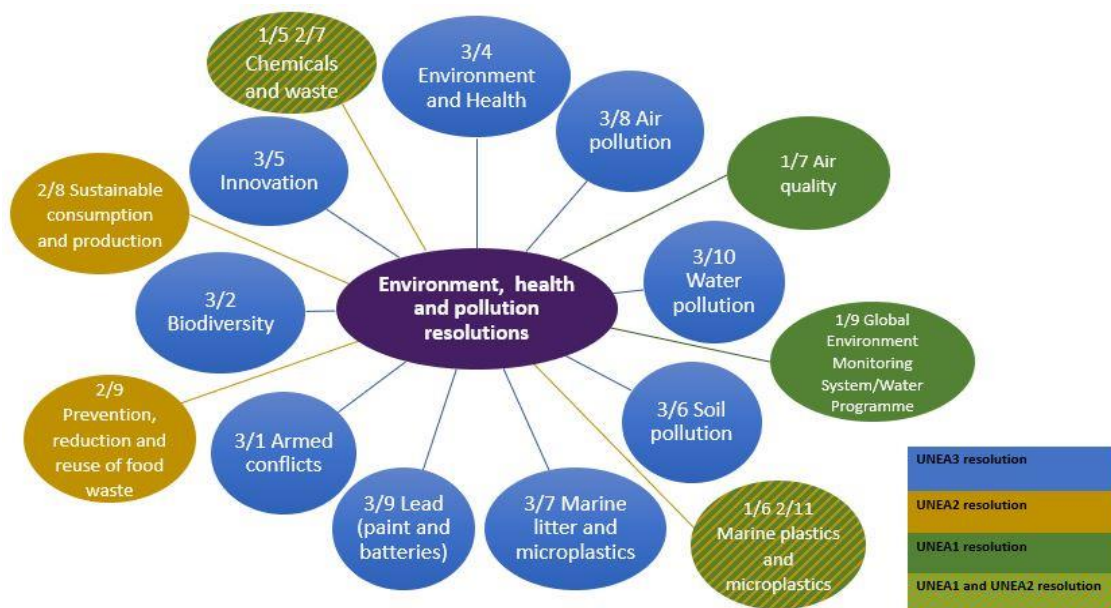 1/5 2/7
Chemicals
and waste
3/4
Environment
and Health
3/8 Air
pollution
1/7 Air
quality
3/5
Innovation
2/8 Sustainable
consumption
and production
3/10
Water
pollution
Environment, health
and pollution
resolutions
3/2
Biodiversity
1/9 Global
Environment
Monitoring
System/Water
Programme
2/9
Prevention,
reduction and
reuse of food
waste
3/6 Soil
pollution
3/1 Armed
conflicts
3/9 Lead
(paint and
batteries)
3/7 Marine
litter and
microplastics
1/6 2/11
Marine plastics
and
microplastics
UNEA3 resolution
UNEA2 resolution
UNEA1 resolution
UNEA1 and UNEA2 resolution